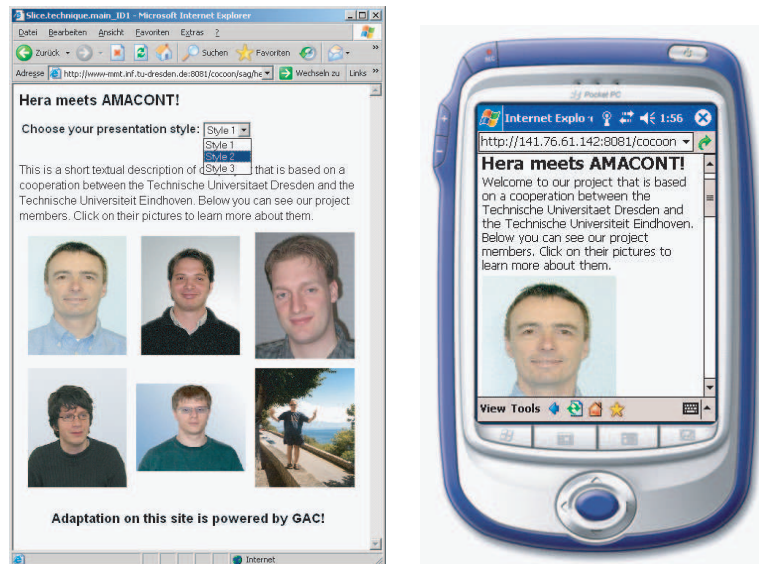 Slice.technique.main_ID1 - Microsoft Internet Explorer
Datei Bearbeiten Ansicht Favoriten Extras ?
Zurück Suchen Favoriten
Adresse http://www-mmt.inf.tu-dresden.de:8081/cocoon/sag/he Wechseln zu Links
Hera meets AMACONT!
Choose your presentation style: Style 1
Style 1
Style 2
Style 3
This is a short textual description of that is based on a
cooperation between the Technische Universitaet Dresden and the
Technische Universiteit Eindhoven. Below you can see our project
members. Click on their pictures to learn more about them.
Adaptation on this site is powered by GAC!
Internet
Pocket PC
Internet Explo 1:56
http://141.76.61.142:8081/cocoon
Hera meets AMACONT!
Welcome to our project that is based
on a cooperation between the
Technische Universitaet Dresden and
the Technische Universiteit Eindhoven.
Below you can see our project
members. Click on their pictures to
learn more about them.
View Tools